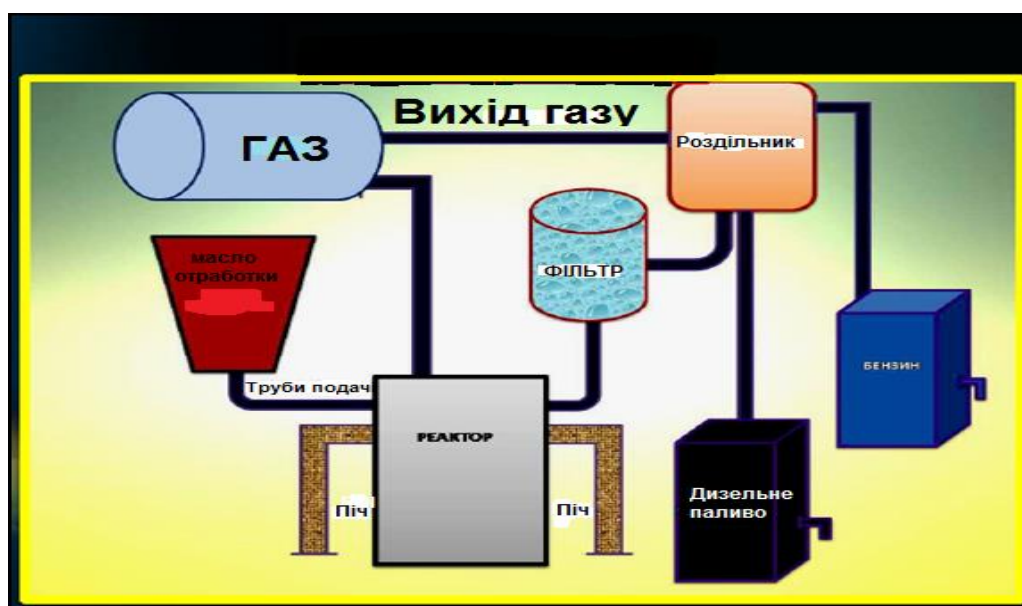 Вихід газу
ГАЗ
Роздільник
масло
отработки
ФІЛЬТР
Труби подач
БЕНЗИН
РЕАКТОР
Піч
Піч
Дизельне
паливо